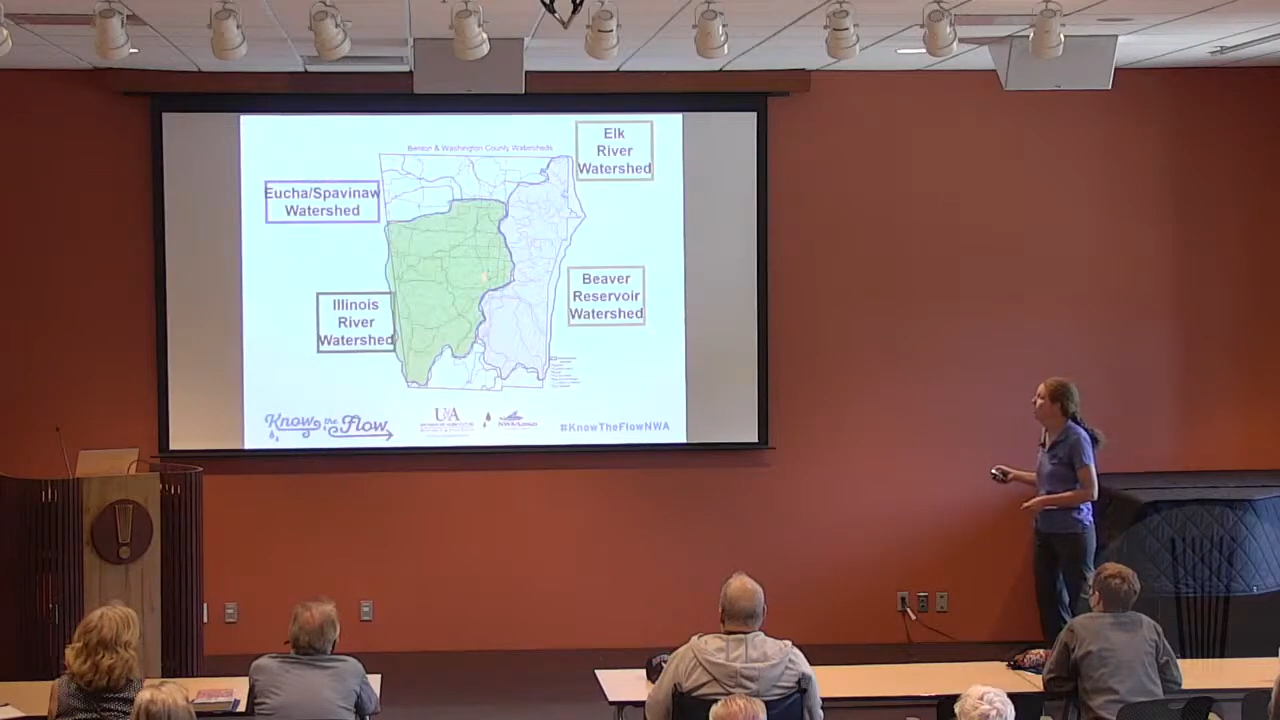 Benton & Washington County Watersheds
Elk
River
Watershed
Eucha/Spavinaw
Watershed
Beaver
Reservoir
Watershed
Illinois
River
Watershed
Know the Flow
UofA
#KnowTheFlowNWA